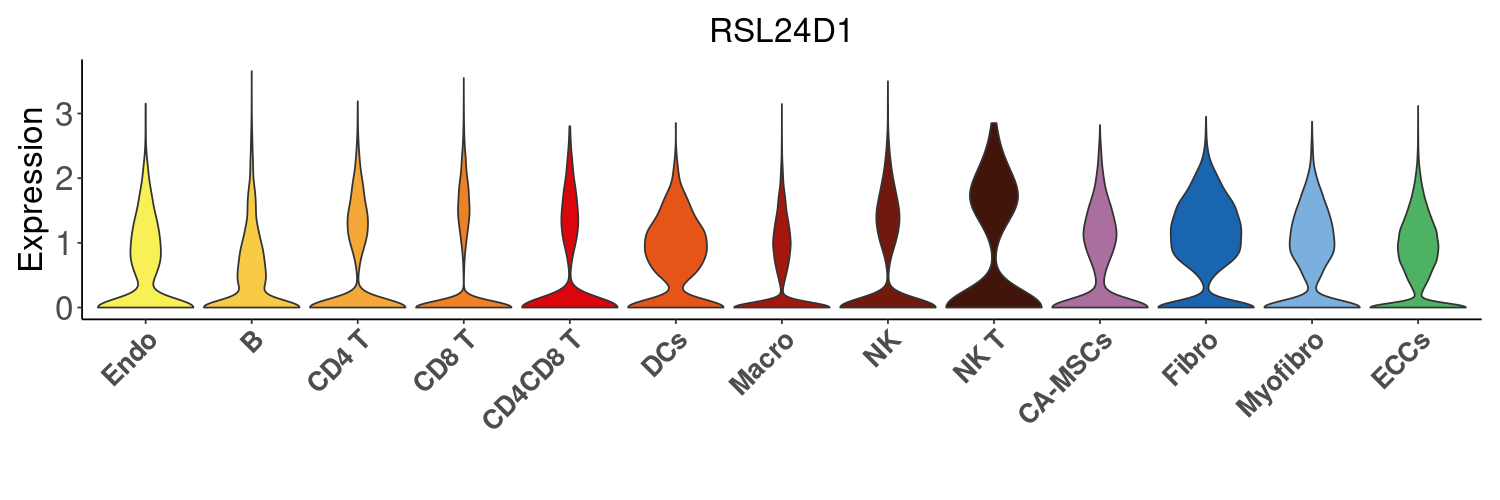 RSL24D1
Expression
3
2
1
0
Endo
B
CD4 T
CD8 T
CD4CD8 T
DCs
Macro
NK
NK T
CA-MSCs
Fibro
Myofibro
ECCs